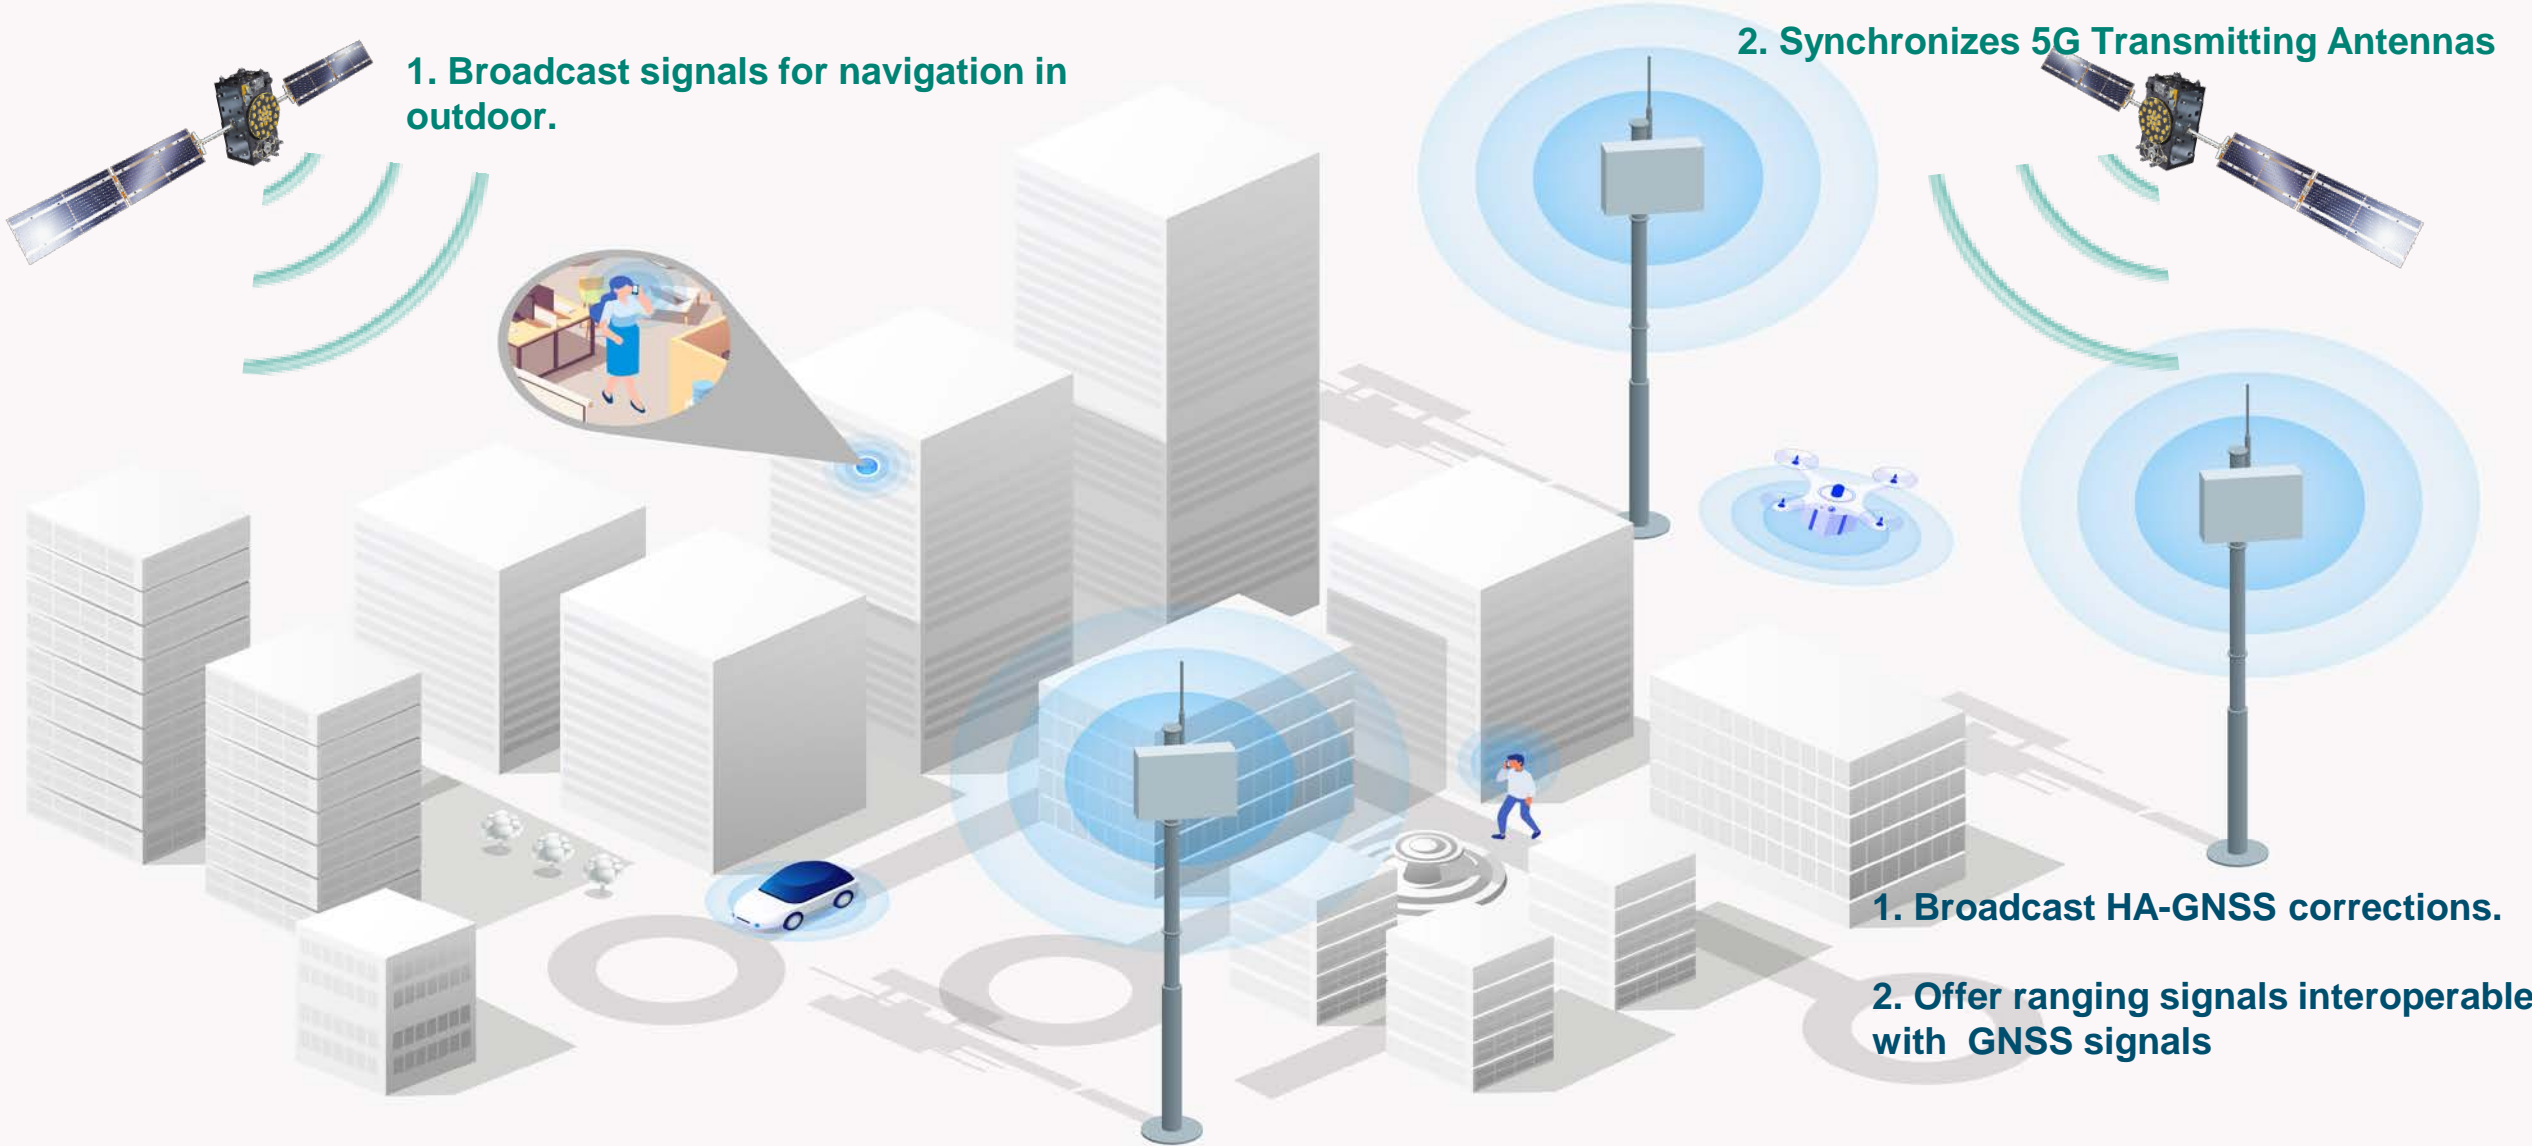 1. Broadcast signals for navigation in
outdoor.
2. Synchronizes 5G Transmitting Antennas
1. Broadcast HA-GNSS corrections.
2. Offer ranging signals interoperable
with  GNSS signals